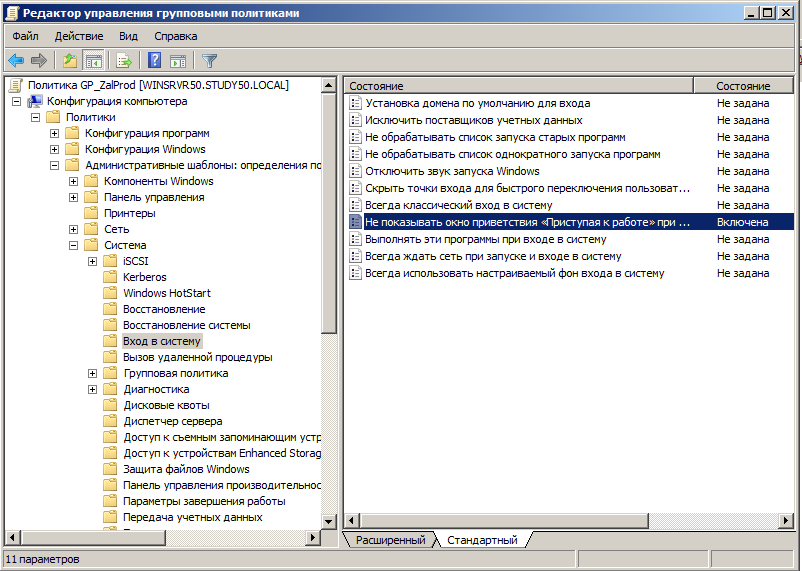 Редактор управления групповыми политиками
Файл Действие Вид Справка
Политика GP_ZalProd [WINSRVR50.STUDY50.LOCAL]
Конфигурация компьютера
Политики
Конфигурация программ
Конфигурация Windows
Административные шаблоны: определения по
Компоненты Windows
Панель управления
Принтеры
Сеть
Система
iSCSI
Kerberos
Windows HotStart
Восстановление
Восстановление системы
Вход в систему
Вызов удаленной процедуры
Групповая политика
Диагностика
Дисковые квоты
Диспетчер сервера
Доступ к съемным запоминающим устр
Доступ к устройствам Enhanced Storag
Защита файлов Windows
Панель управления производительнос
Параметры завершения работы
Передача учетных данных
Состояние Состояние
Установка домена по умолчанию для входа Не задана
Исключить поставщиков учетных данных Не задана
Не обрабатывать список запуска старых программ Не задана
Не обрабатывать список однократного запуска программ Не задана
Отключить звук запуска Windows Не задана
Скрыть точки входа для быстрого переключения пользоват... Не задана
Всегда классический вход в систему Не задана
Не показывать окно приветствия «Приступая к работе» при ... Включена
Выполнять эти программы при входе в систему Не задана
Всегда ждать сеть при запуске и входе в систему Не задана
Всегда использовать настраиваемый фон входа в систему Не задана
Расширенный Стандартный
11 параметров